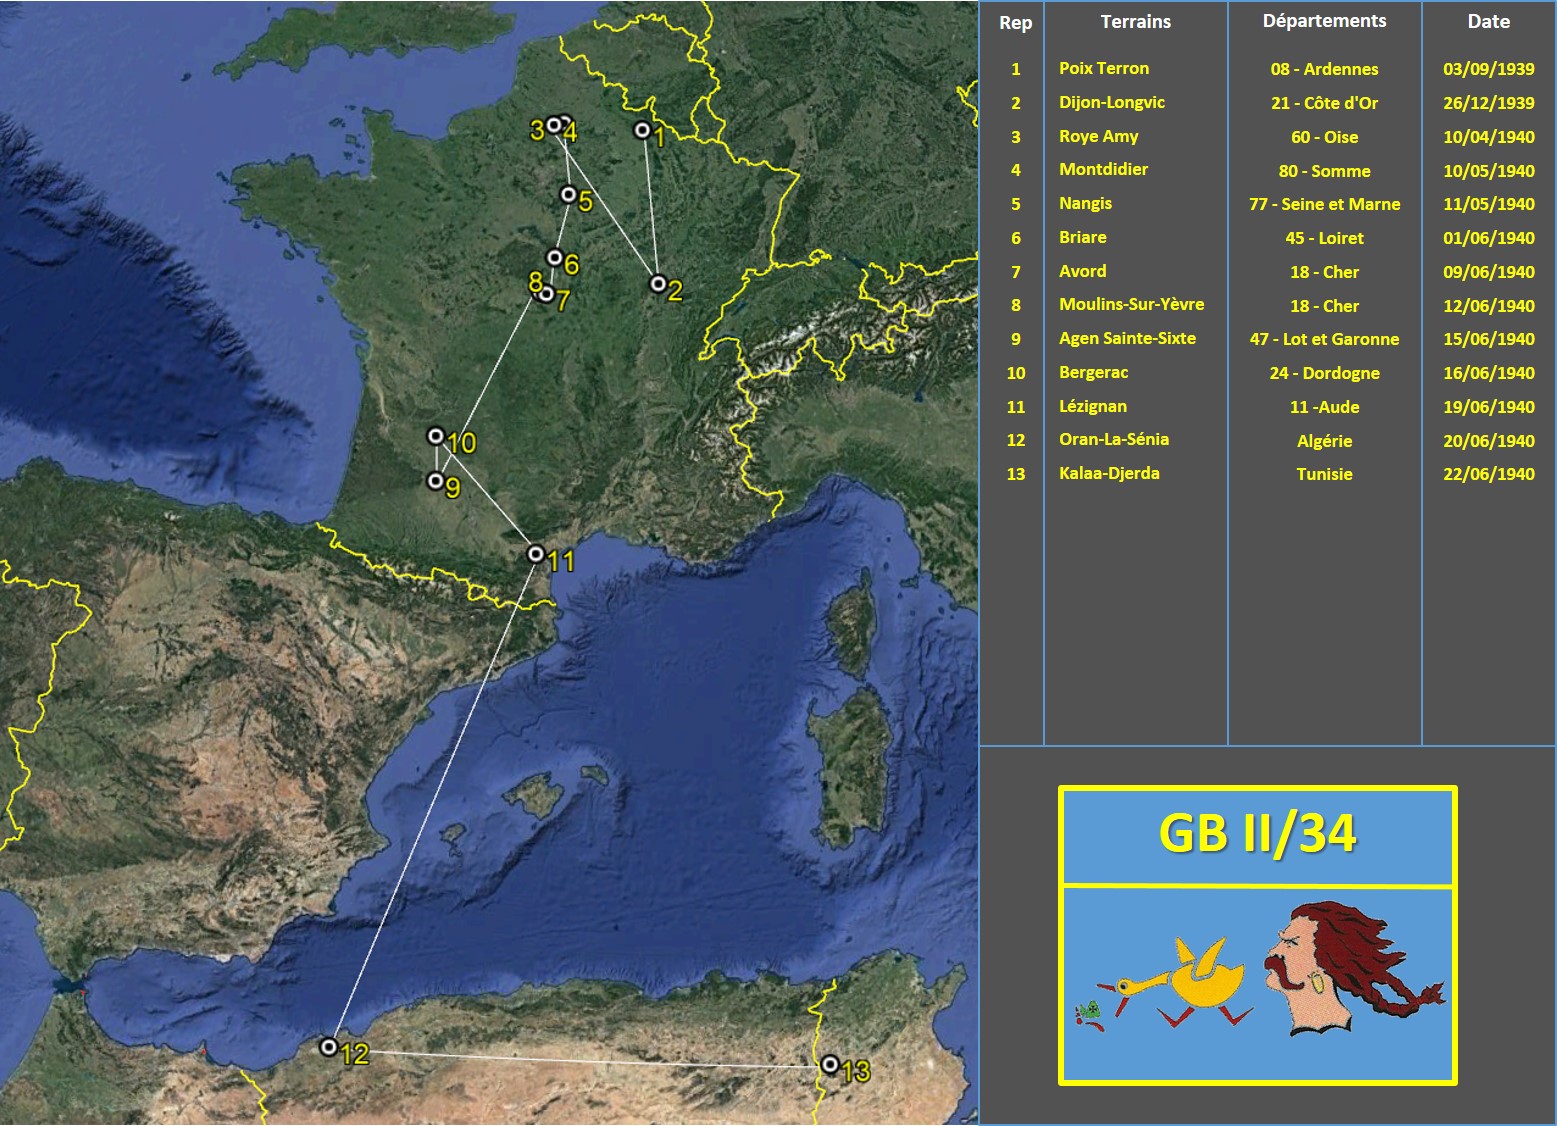 Rep Terrains Départements Date
1 Poix Terron 08 - Ardennes 03/09/1939
2 Dijon-Longvic 21 - Côte d'Or 26/12/1939
3 Roye Amy 60 - Oise 10/04/1940
4 Montdidier 80 - Somme 10/05/1940
5 Nangis 77 - Seine et Marne 11/05/1940
6 Briare 45 - Loiret 01/06/1940
7 Avord 18 - Cher 09/06/1940
8 Moulins-Sur-Yèvre 18 - Cher 12/06/1940
9 Agen Sainte-Sixte 47 - Lot et Garonne 15/06/1940
10 Bergerac 24 - Dordogne 16/06/1940
11 Lézignan 11 -Aude 19/06/1940
12 Oran-La-Sénia Algérie 20/06/1940
13 Kalaa-Djerda Tunisie 22/06/1940
3 4 1
5
6
8 7 2
10
9
11
12
13
GB II/34